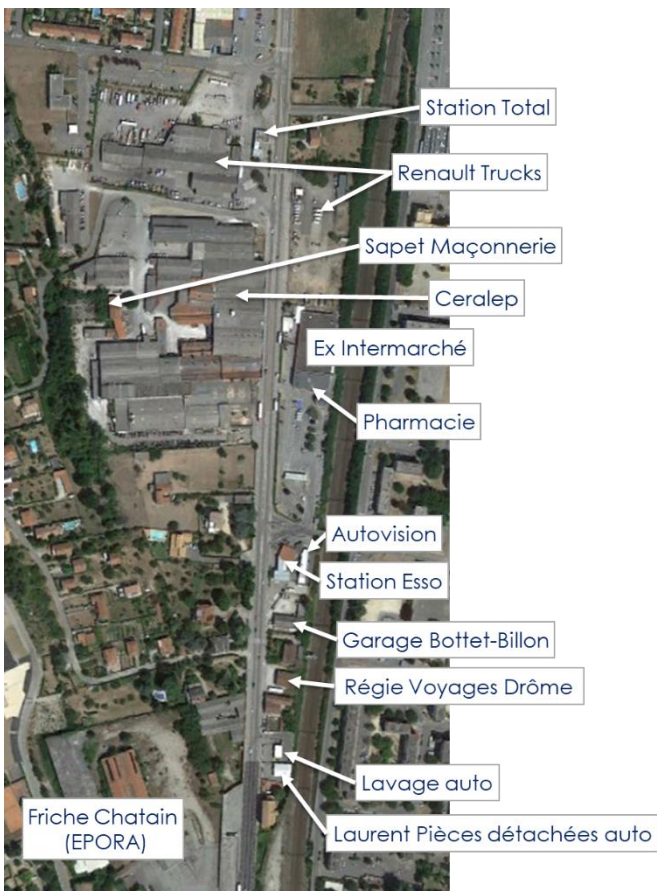 Station Total
Renault Trucks
Sapet Maçonnerie
Ceralep
Ex Intermarché
Pharmacie
Autovision
Station Esso
Garage Bottet-Billon
Régie Voyages Drôme
Lavage auto
Laurent Pièces détachées auto
Friche Chatain
(EPORA)